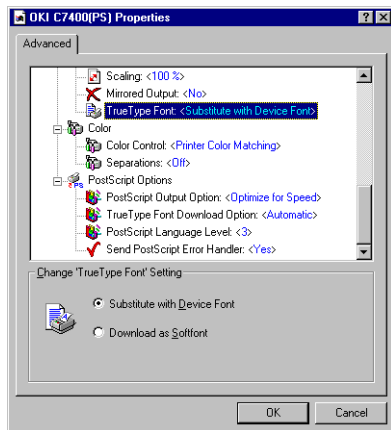 OKI C7400(PS) Properties
Advanced
Scaling: <100 %>
Mirrored Output: <No>
TrueType Font: <Substitute with Device Font>
Color
Color Control: <Printer Color Matching>
Separations: <Off>
PS
PostScript Options
PostScript Output Option: <Optimize for Speed>
TrueType Font Download Option: <Automatic>
PostScript Language Level: <3>
Send PostScript Error Handler: <Yes>
Change 'TrueType Font' Setting
Substitute with Device Font
Download as Softfont
OK
Cancel